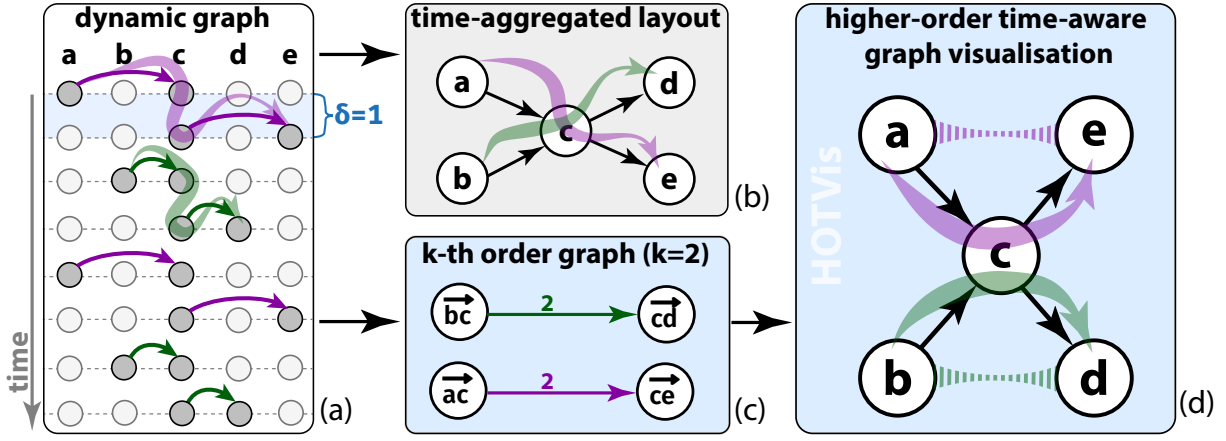 dynamic graph
a b c d e
δ=1
time
(a)
time-aggregated layout
a
d
c
b
e
(b)
k-th order graph (k=2)
bc 2 cd
ac 2 ce
(c)
higher-order time-aware
graph visualisation
HOTVis
a
e
c
b
d
(d)